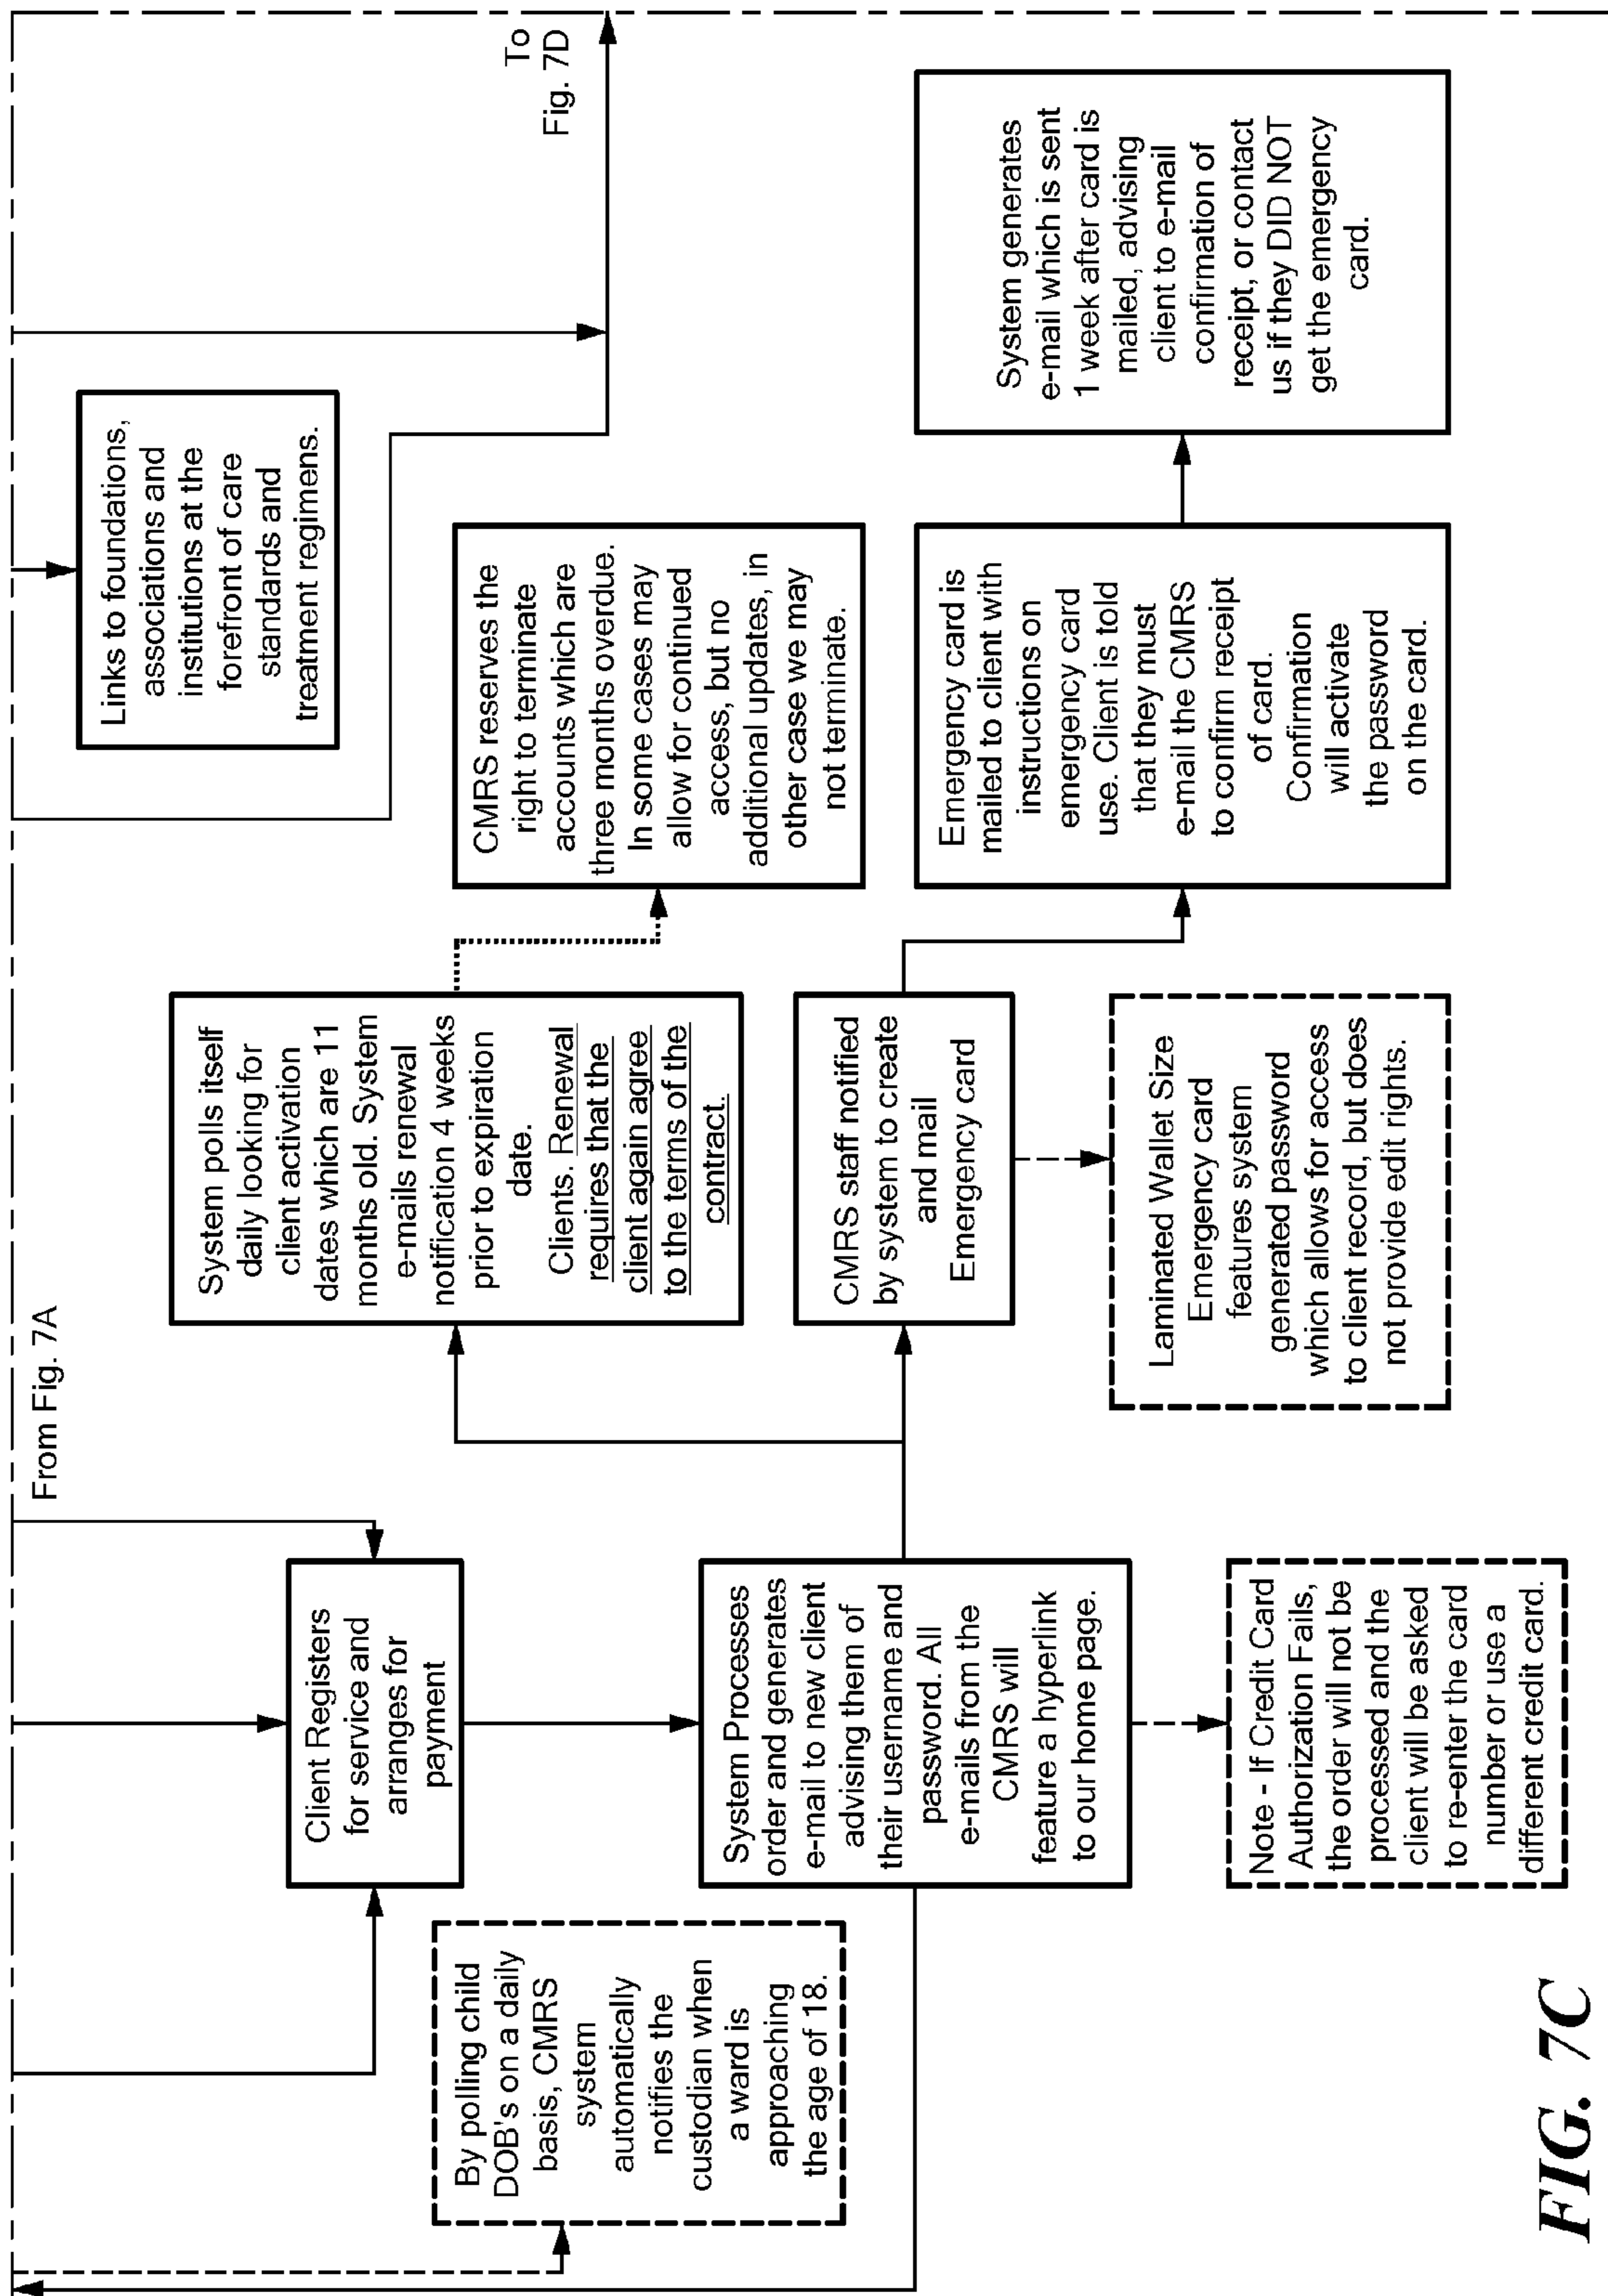 From Fig. 7A
To
Fig. 7D
Links to foundations,
associations and
institutions at the
forefront of care
standards and
treatment regimens.
Client Registers
for service and
arranges for
payment
System polls itself
daily looking for
client activation
dates which are 11
months old. System
e-mails renewal
notification 4 weeks
prior to expiration
date.
Clients. Renewal
requires that the
client again agree
to the terms of the
contract.
CMRS reserves the
right to terminate
accounts which are
three months overdue.
In some cases may
allow for continued
access, but no
additional updates, in
other case we may
not terminate.
By polling child
DOB's on a daily
basis, CMRS
system
automatically
notifies the
custodian when
a ward is
approaching
the age of 18.
System Processes
order and generates
e-mail to new client
advising them of
their username and
password. All
e-mails from the
CMRS will
feature a hyperlink
to our home page.
CMRS staff notified
by system to create
and mail
Emergency card
Emergency card is
mailed to client with
instructions on
emergency card
use. Client is told
that they must
e-mail the CMRS
to confirm receipt
of card.
Confirmation
will activate
the password
on the card.
System generates
e-mail which is sent
1 week after card is
mailed, advising
client to e-mail
confirmation of
receipt, or contact
us if they DID NOT
get the emergency
card.
Laminated Wallet Size
Emergency card
features system
generated password
which allows for access
to client record, but does
not provide edit rights.
Note - If Credit Card
Authorization Fails,
the order will not be
processed and the
client will be asked
to re-enter the card
number or use a
different credit card.
FIG. 7C